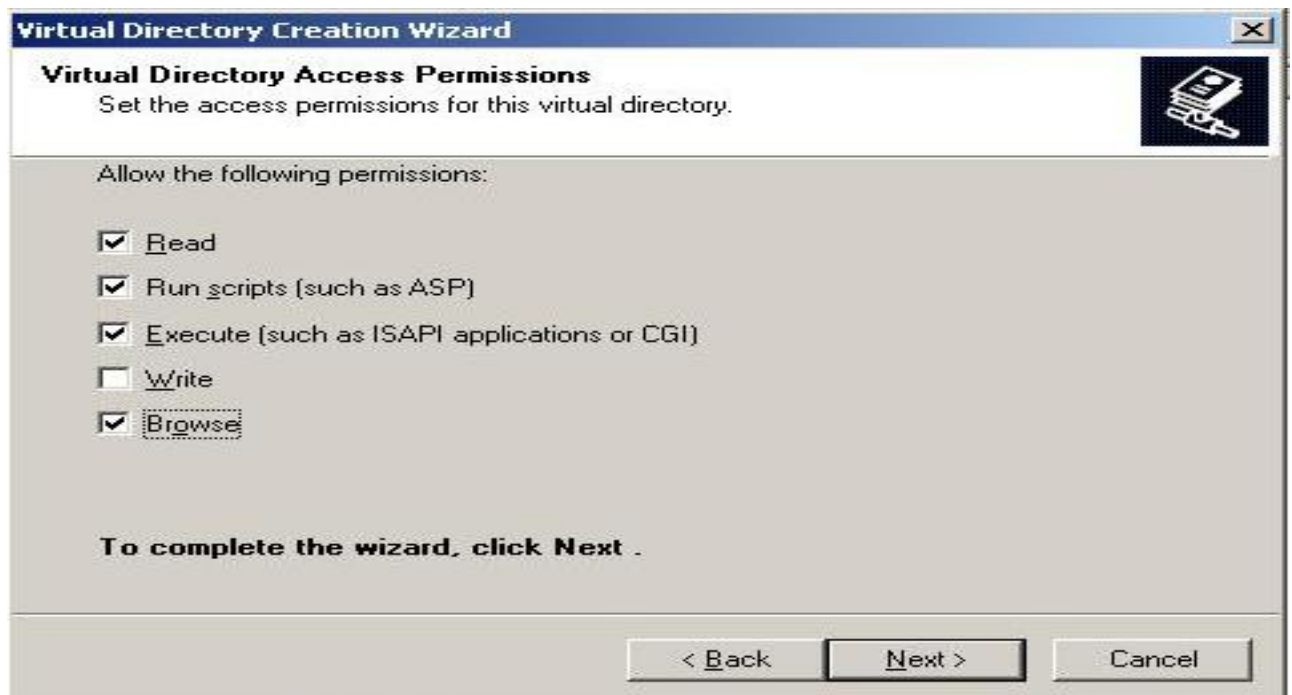 Virtual Directory Creation Wizard
Virtual Directory Access Permissions
Set the access permissions for this virtual directory.
Allow the following permissions:
Read
Run scripts (such as ASP)
Execute (such as ISAPI applications or CGI)
Write
Browse
To complete the wizard, click Next .
< Back Next > Cancel